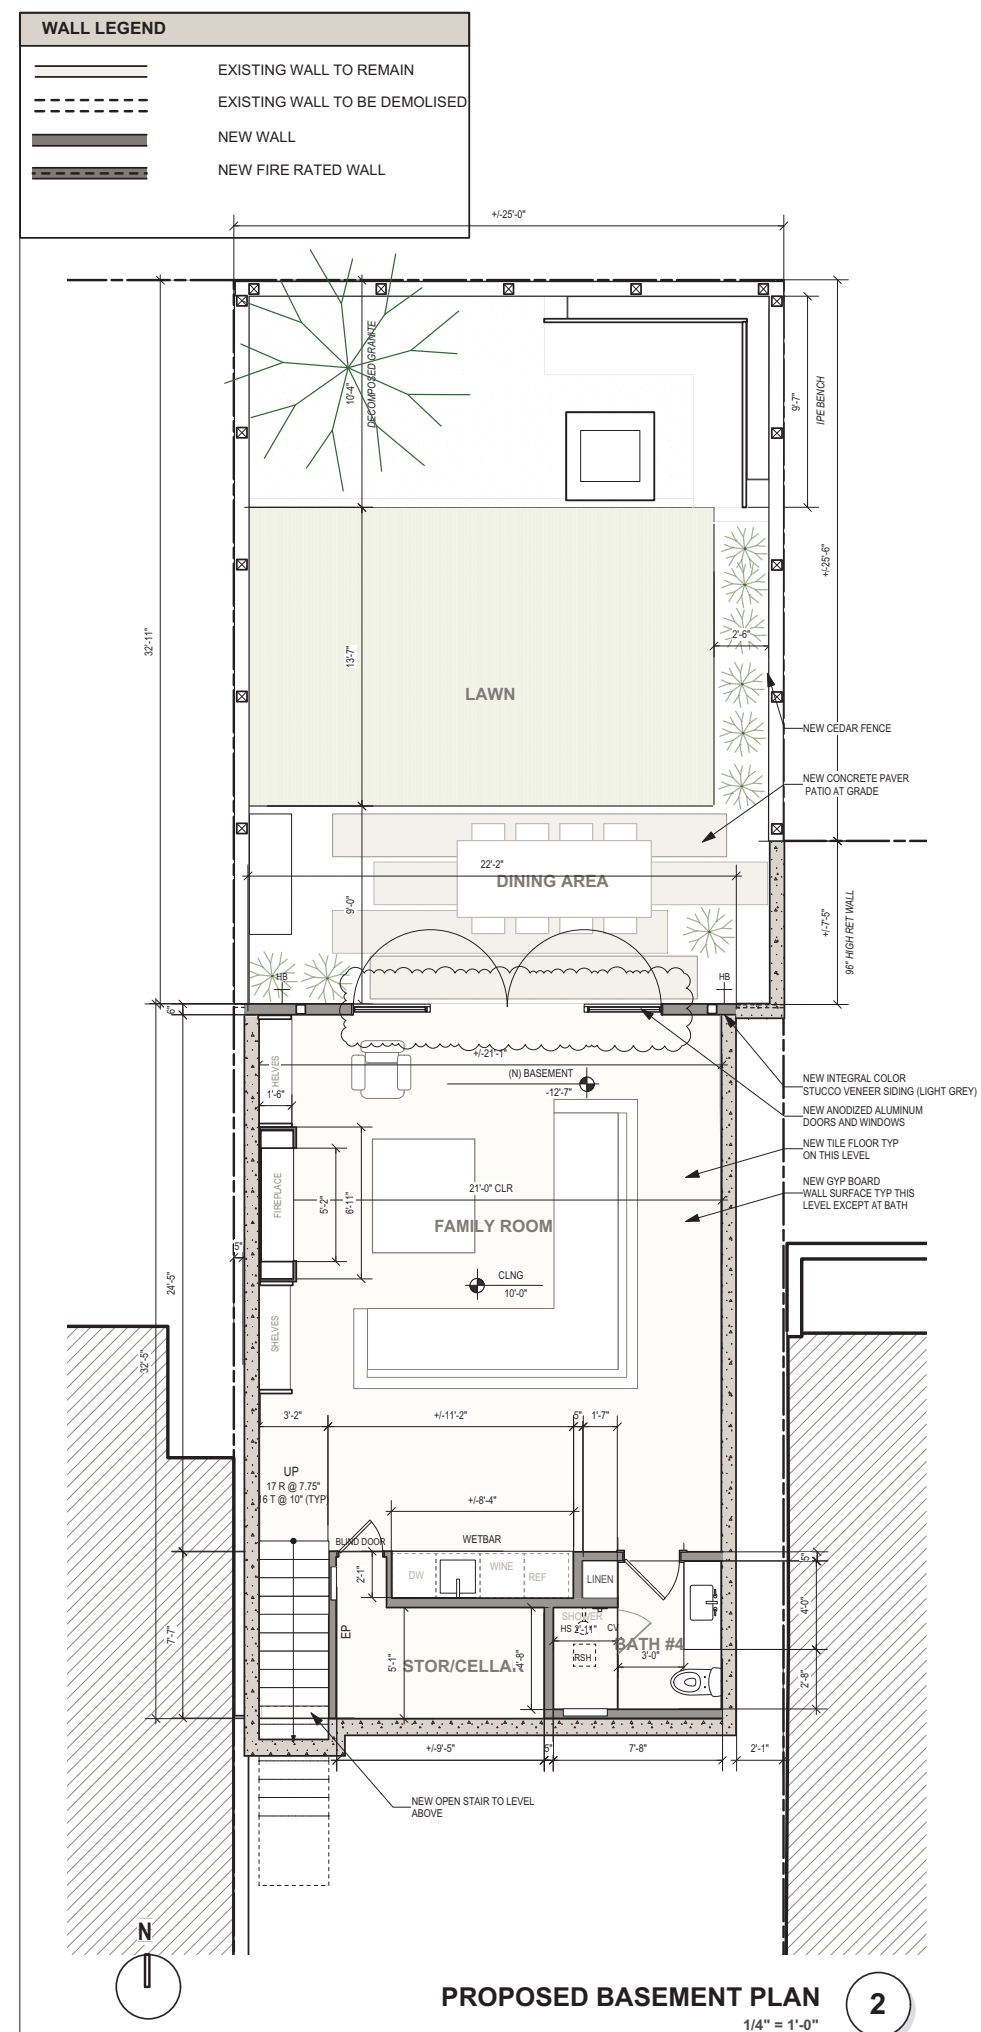 WALL LEGEND
EXISTING WALL TO REMAIN
EXISTING WALL TO BE DEMOLISED
NEW WALL
NEW FIRE RATED WALL
+/-25'-0"
DECOMPOSED GRANITE
10'-4"
9'-7"
IPE BENCH
+/-25'-6"
32'-11"
13'-7"
2'-6"
LAWN
NEW CEDAR FENCE
NEW CONCRETE PAVER
PATIO AT GRADE
22'-2"
DINING AREA
9'-0"
+/-7'-5"
96" HIGH RET WALL
HB
HB
6"
+/-21'-1"
(N) BASEMENT
-12'-7"
HELVES
1'-6"
NEW INTEGRAL COLOR
STUCCO VENEER SIDING (LIGHT GREY)
NEW ANODIZED ALUMINUM
DOORS AND WINDOWS
NEW TILE FLOOR TYP
ON THIS LEVEL
NEW GYP BOARD
WALL SURFACE TYP THIS
LEVEL EXCEPT AT BATH
FIREPLACE
5'-2"
6'-11"
21'-0" CLR
FAMILY ROOM
5"
24'-5"
CLNG
10'-0"
SHELVES
32'-5"
3'-2"
+/-11'-2"
5"
1'-7"
UP
17 R @ 7.75"
6 T @ 10" (TYP)
+/-8'-4"
BLIND DOOR
WETBAR
2'-1"
DW
WINE
REF
LINEN
5"
4'-0"
SHOWER
HS 2'-11"
CV
BATH #4
7'-7"
EP
5'-1"
STOR/CELLAR
4'-8"
RSH
3'-0"
2'-8"
+/-9'-5"
5"
7'-8"
2'-1"
NEW OPEN STAIR TO LEVEL
ABOVE
N
PROPOSED BASEMENT PLAN
2
1/4" = 1'-0"